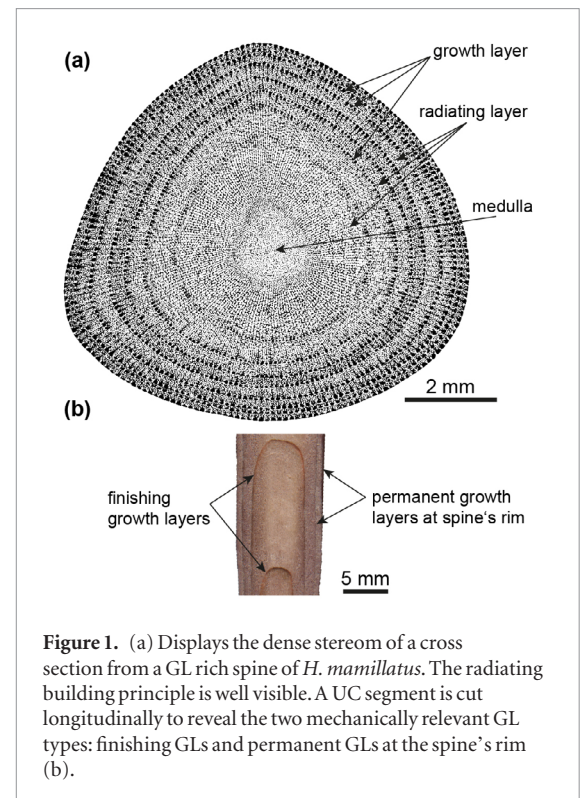 (a)
growth layer
radiating layer
medulla
2 mm
(b)
finishing
growth layers
permanent growth
layers at spine‘s rim
5 mm
Figure 1. (a) Displays the dense stereom of a cross
section from a GL rich spine of H. mamillatus. The radiating
building principle is well visible. A UC segment is cut
longitudinally to reveal the two mechanically relevant GL
types: finishing GLs and permanent GLs at the spine’s rim
(b).